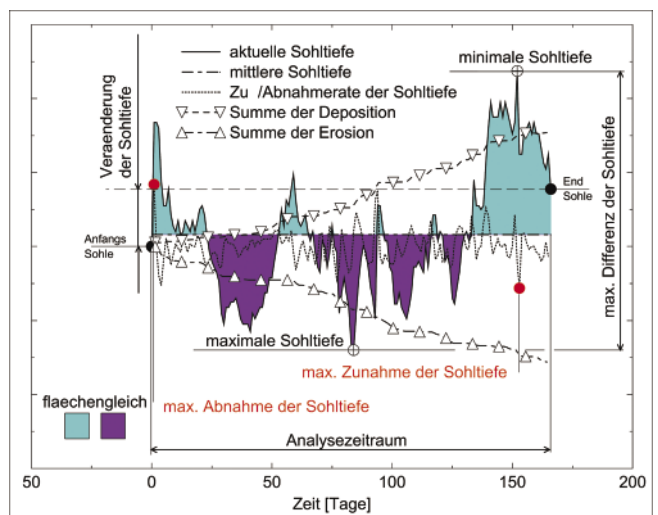 aktuelle Sohltiefe
mittlere Sohltiefe
Zu /Abnahmerate der Sohltiefe
Summe der Deposition
Summe der Erosion
minimale Sohltiefe
Veraenderung
der Sohltiefe
max. Differenz der Sohltiefe
Anfangs
Sohle
End
Sohle
maximale Sohltiefe
max. Zunahme der Sohltiefe
flaechengleich
max. Abnahme der Sohltiefe
Analysezeitraum
50 0 50 100 150 200
Zeit [Tage]